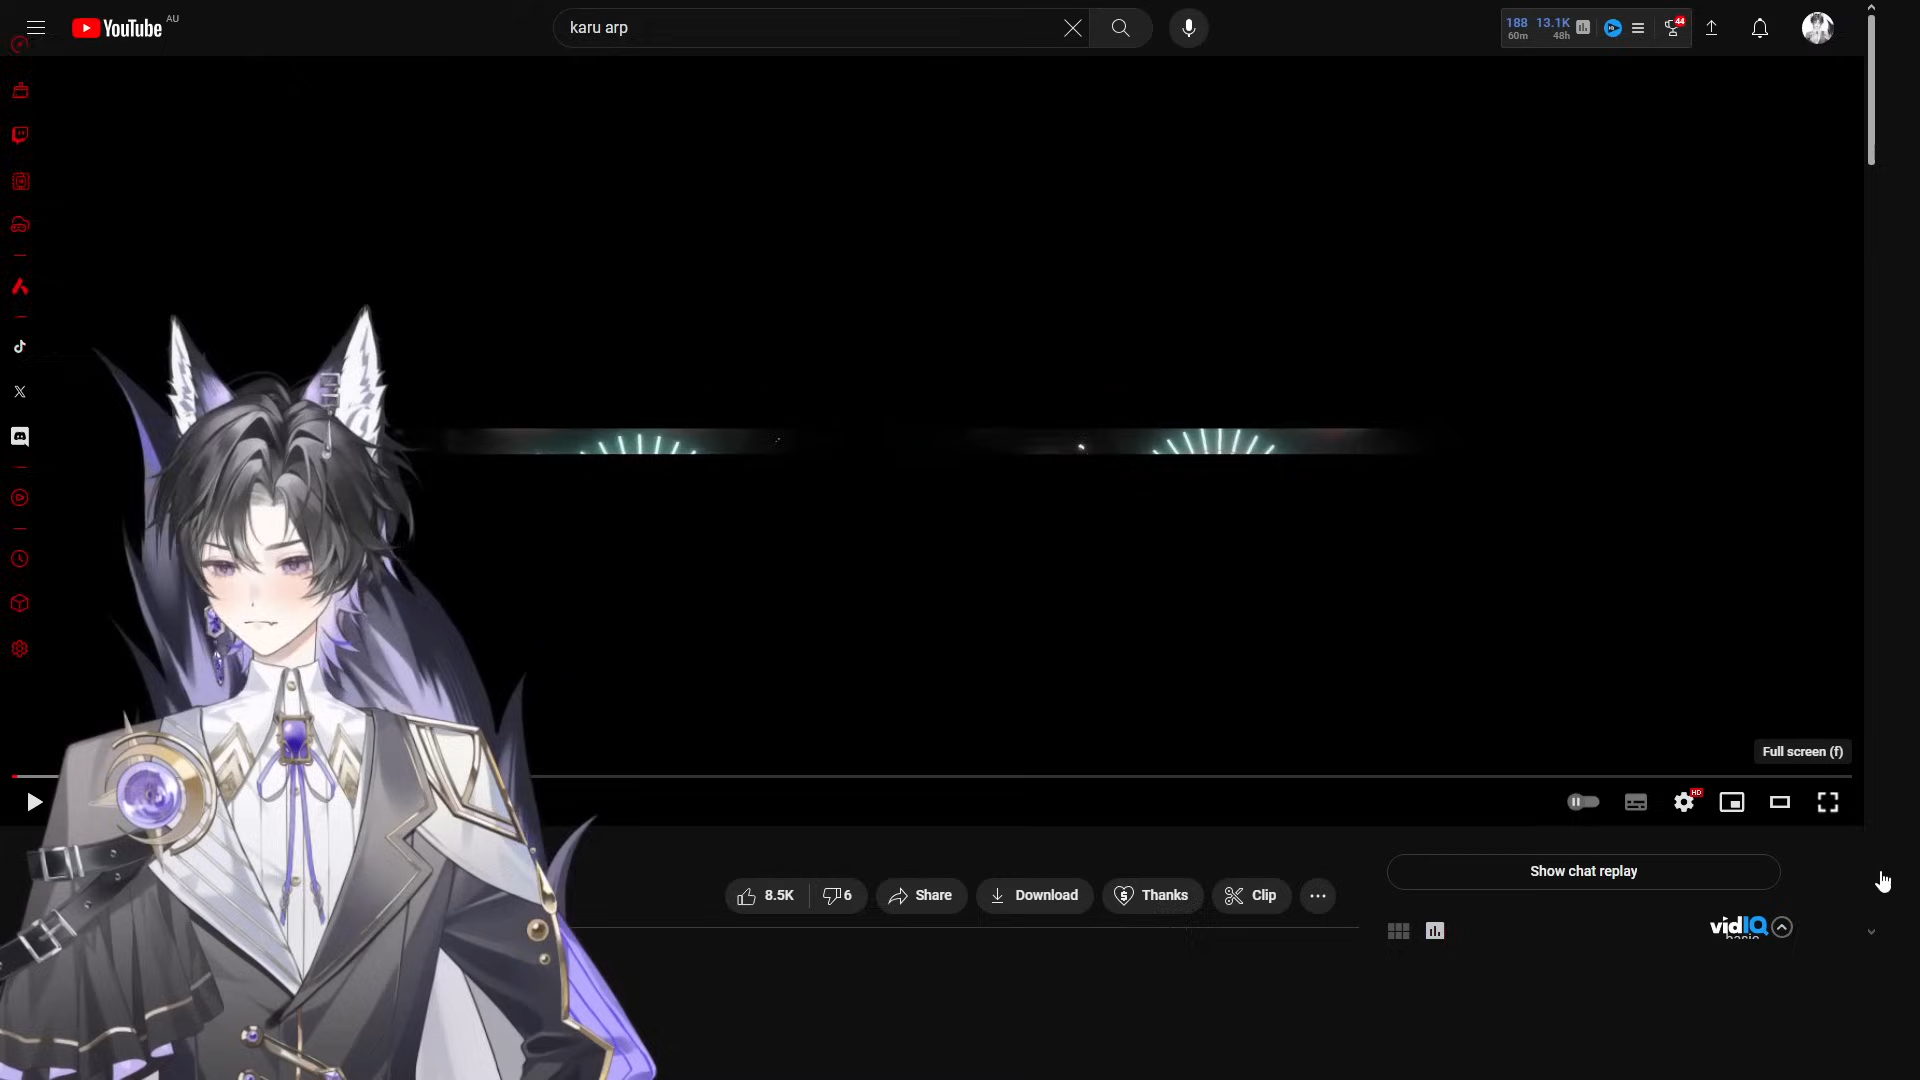 YouTube AU
karu arp
188 13.1K
60m 48h
44
Full screen (f)
HD
Show chat replay
8.5K
6
Share
Download
Thanks
Clip
vidIQ
basic